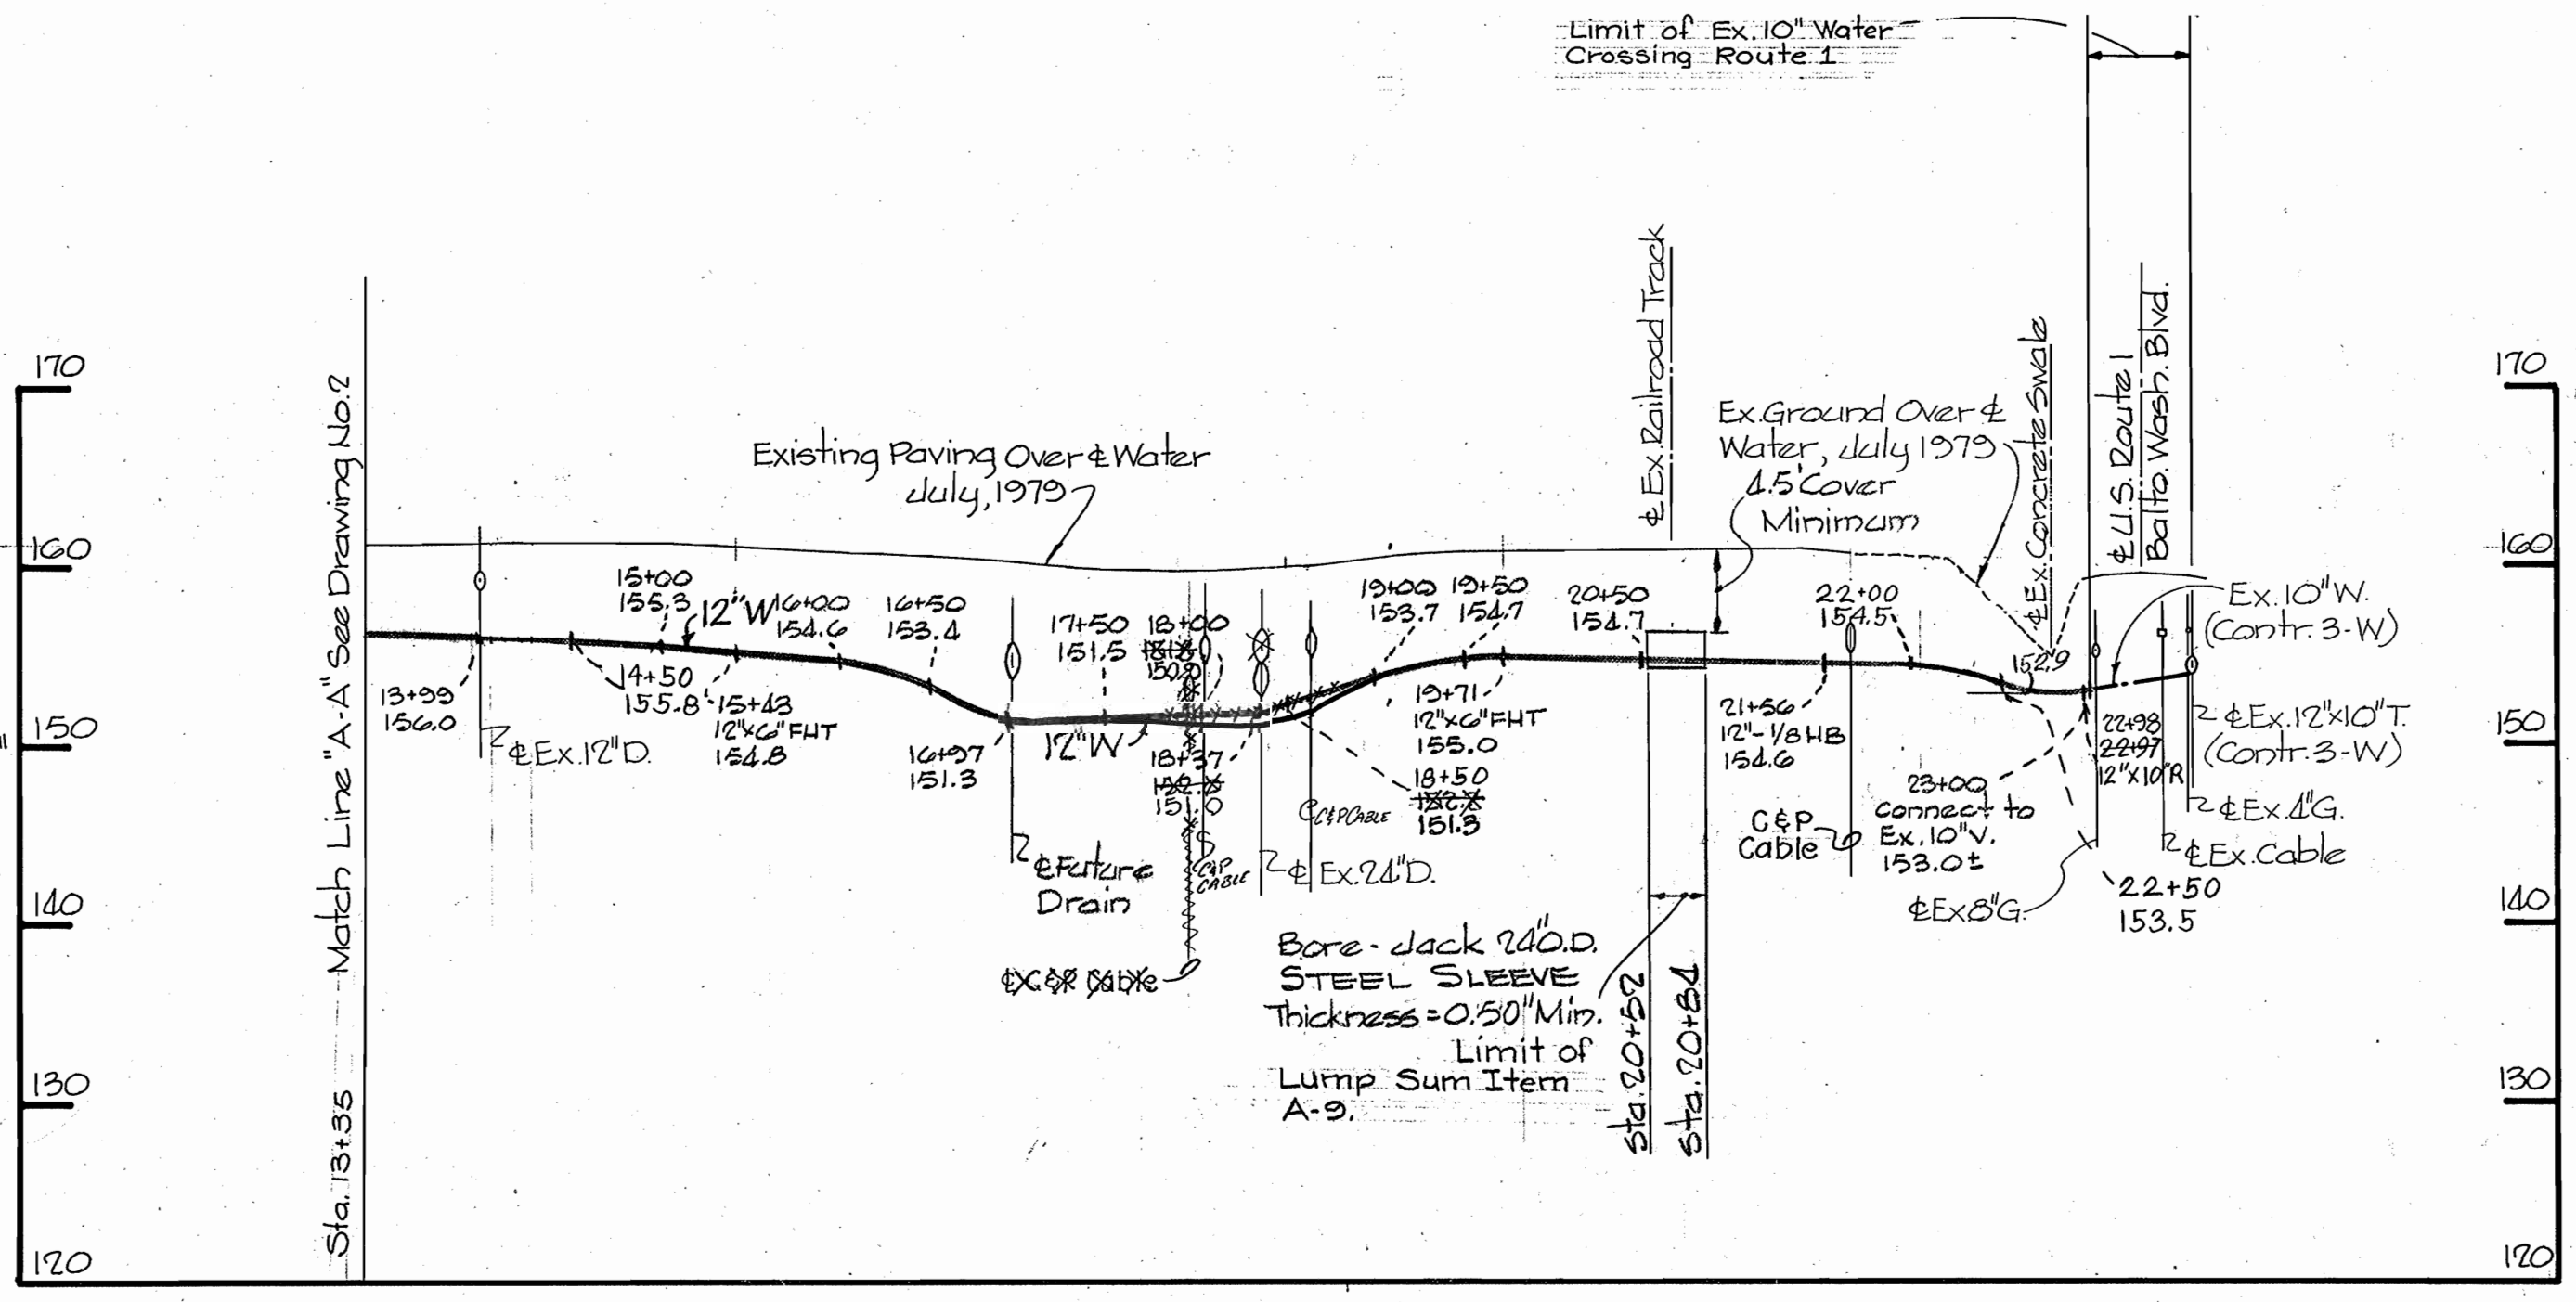 Limit of Ex.10" Water
Crossing Route 1
170
160
150
140
130
120
Sta. 13+35 Match Line "A-A" See Drawing No.2
Existing Paving Over ℄ Water
July, 1979
13+99
156.0
℄ Ex.12"D.
14+50
155.8
15+00
155.3
12"W
15+43
12"x6"FHT
154.8
16+00
154.6
16+50
153.4
16+97
151.3
℄ Future
Drain
17+50
151.5
12"W
18+00
150.9
18+37
151.0
C&P
CABLE
℄ Ex. C&P Cable
℄ Ex.24"D.
C&P CABLE
18+50
151.3
19+00
153.7
19+50
154.7
19+71
12"x6"FHT
155.0
20+50
154.7
℄ Ex. Railroad Track
Bore-Jack 24"O.D.
STEEL SLEEVE
Thickness = 0.50" Min.
Limit of
Lump Sum Item
A-9.
Sta. 20+52
Sta. 20+84
Ex. Ground Over ℄
Water, July 1979
4.5' Cover
Minimum
21+56
12"-1/8 HB
154.6
C&P
Cable
22+00
154.5
℄ Ex. Concrete Swale
152.9
23+00
connect to
Ex.10"V.
153.0±
℄ Ex 8"G.
22+50
153.5
22+98
22+97
12"x10"R
℄ U.S. Route 1
Balto. Wash. Blvd.
Ex.10"W.
(Contr. 3-W)
℄ Ex.12"x10"T.
(Contr. 3-W)
℄ Ex.4"G.
℄ Ex. Cable
170
160
150
140
130
120